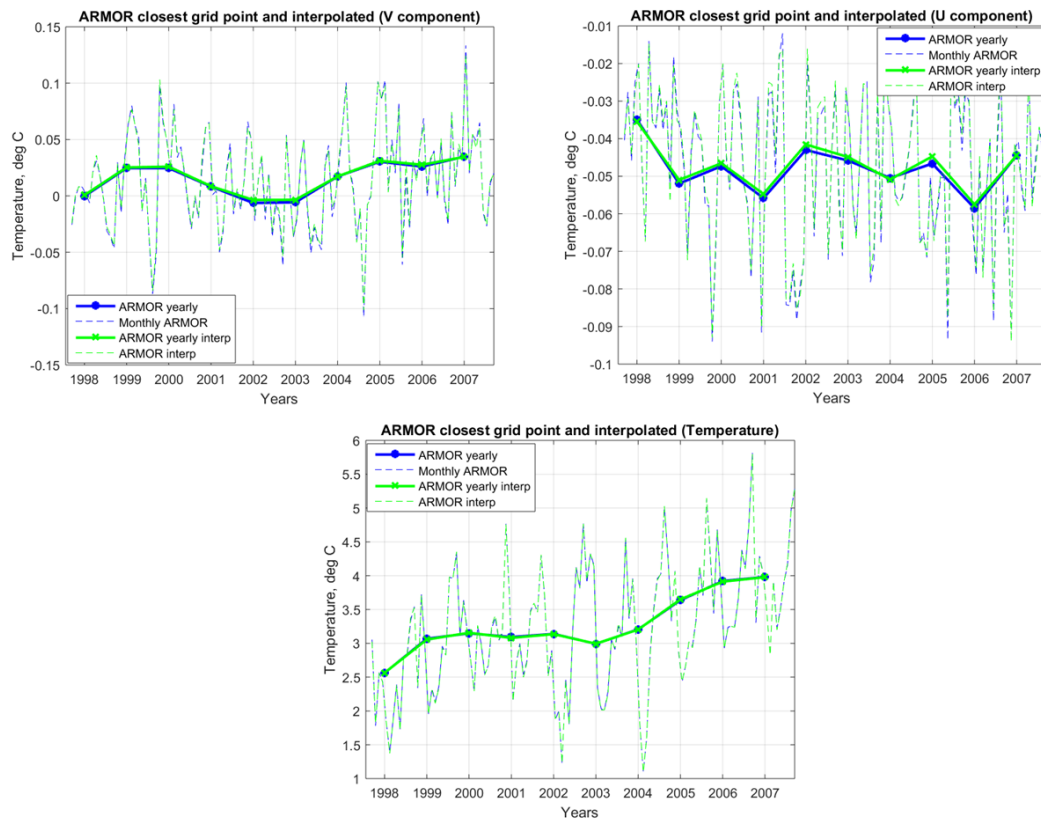 ARMOR closest grid point and interpolated (V component)
0.15
0.1
0.05
0
-0.05
-0.1
-0.15
Temperature, deg C
ARMOR yearly
Monthly ARMOR
ARMOR yearly interp
ARMOR interp
1998 1999 2000 2001 2002 2003 2004 2005 2006 2007
Years
ARMOR closest grid point and interpolated (U component)
-0.01
-0.02
-0.03
-0.04
-0.05
-0.06
-0.07
-0.08
-0.09
-0.1
Temperature, deg C
ARMOR yearly
Monthly ARMOR
ARMOR yearly interp
ARMOR interp
1998 1999 2000 2001 2002 2003 2004 2005 2006 2007
Years
ARMOR closest grid point and interpolated (Temperature)
6
5.5
5
4.5
4
3.5
3
2.5
2
1.5
1
Temperature, deg C
ARMOR yearly
Monthly ARMOR
ARMOR yearly interp
ARMOR interp
1998 1999 2000 2001 2002 2003 2004 2005 2006 2007
Years